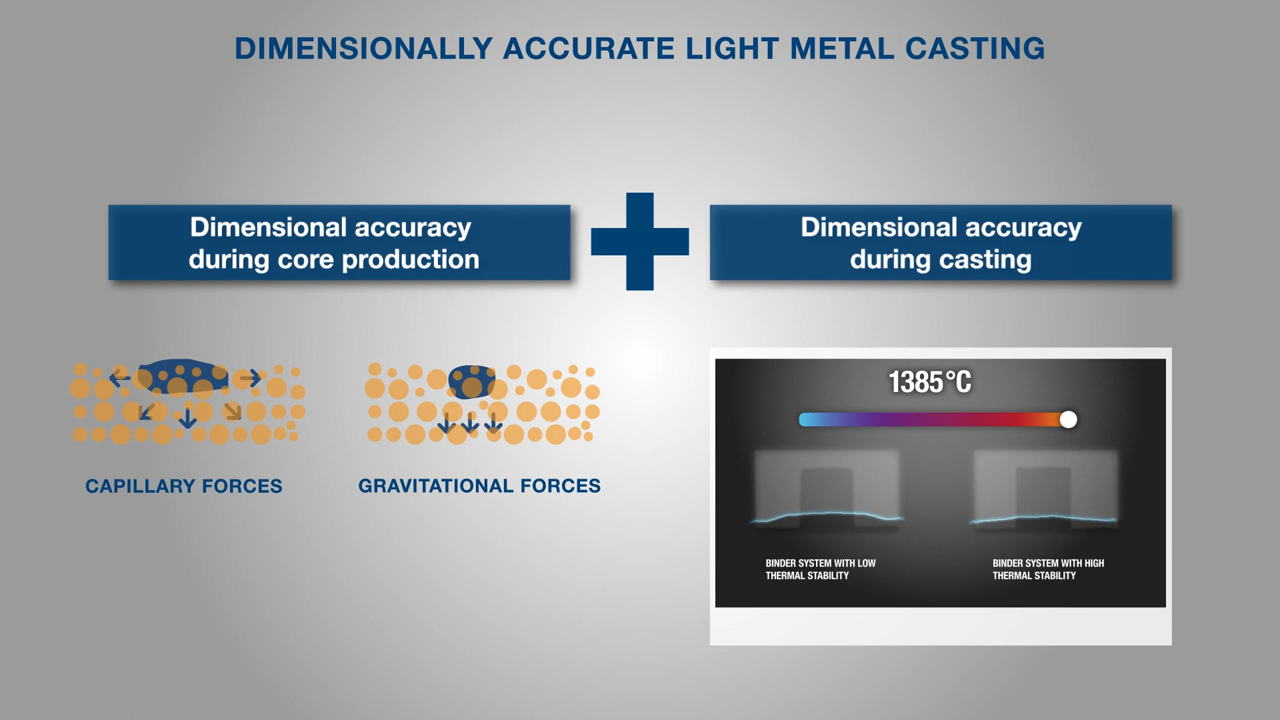 DIMENSIONALLY ACCURATE LIGHT METAL CASTING
Dimensional accuracy
during core production
Dimensional accuracy
during casting
CAPILLARY FORCES
GRAVITATIONAL FORCES
1385°C
BINDER SYSTEM WITH LOW
THERMAL STABILITY
BINDER SYSTEM WITH HIGH
THERMAL STABILITY